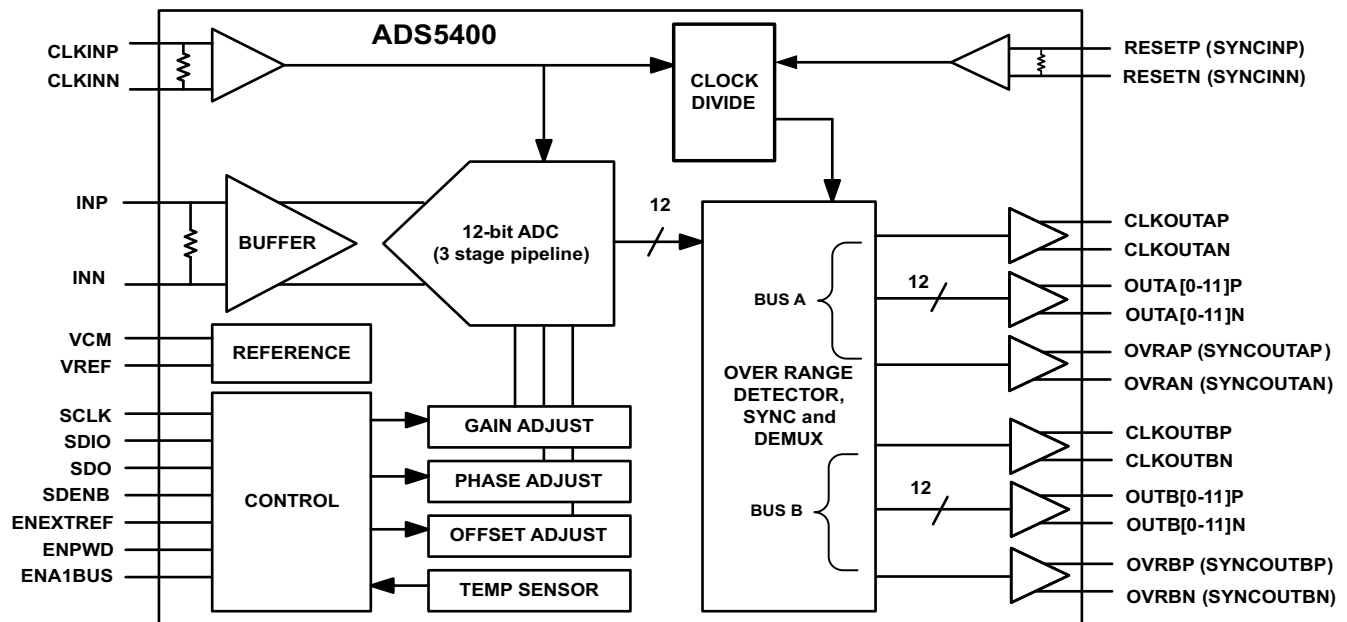 ADS5400
CLKINP
CLKINN
CLOCK
DIVIDE
RESETP (SYNCINP)
RESETN (SYNCINN)
INP
INN
BUFFER
12-bit ADC
(3 stage pipeline)
12
VCM
VREF
REFERENCE
SCLK
SDIO
SDO
SDENB
ENEXTREF
ENPWD
ENA1BUS
CONTROL
GAIN ADJUST
PHASE ADJUST
OFFSET ADJUST
TEMP SENSOR
BUS A
OVER RANGE
DETECTOR,
SYNC and
DEMUX
BUS B
12
12
CLKOUTAP
CLKOUTAN
OUTA[0-11]P
OUTA[0-11]N
OVRAP (SYNCOUTAP)
OVRAN (SYNCOUTAN)
CLKOUTBP
CLKOUTBN
OUTB[0-11]P
OUTB[0-11]N
OVRBP (SYNCOUTBP)
OVRBN (SYNCOUTBN)